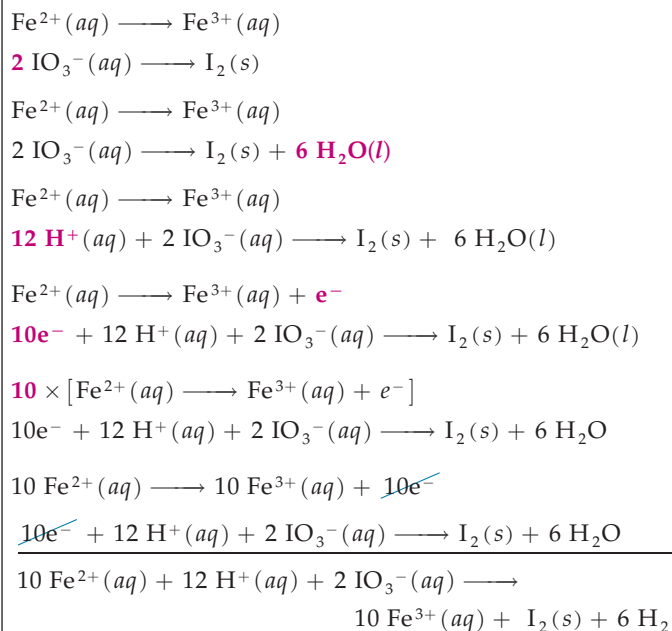 Fe²⁺(aq) ⟶ Fe³⁺(aq)
2 IO₃⁻(aq) ⟶ I₂(s)
Fe²⁺(aq) ⟶ Fe³⁺(aq)
2 IO₃⁻(aq) ⟶ I₂(s) + 6 H₂O(l)
Fe²⁺(aq) ⟶ Fe³⁺(aq)
12 H⁺(aq) + 2 IO₃⁻(aq) ⟶ I₂(s) + 6 H₂O(l)
Fe²⁺(aq) ⟶ Fe³⁺(aq) + e⁻
10e⁻ + 12 H⁺(aq) + 2 IO₃⁻(aq) ⟶ I₂(s) + 6 H₂O(l)
10 × [Fe²⁺(aq) ⟶ Fe³⁺(aq) + e⁻]
10e⁻ + 12 H⁺(aq) + 2 IO₃⁻(aq) ⟶ I₂(s) + 6 H₂O
10 Fe²⁺(aq) ⟶ 10 Fe³⁺(aq) + 10e⁻
10e⁻ + 12 H⁺(aq) + 2 IO₃⁻(aq) ⟶ I₂(s) + 6 H₂O
10 Fe²⁺(aq) + 12 H⁺(aq) + 2 IO₃⁻(aq) ⟶
10 Fe³⁺(aq) + I₂(s) + 6 H₂